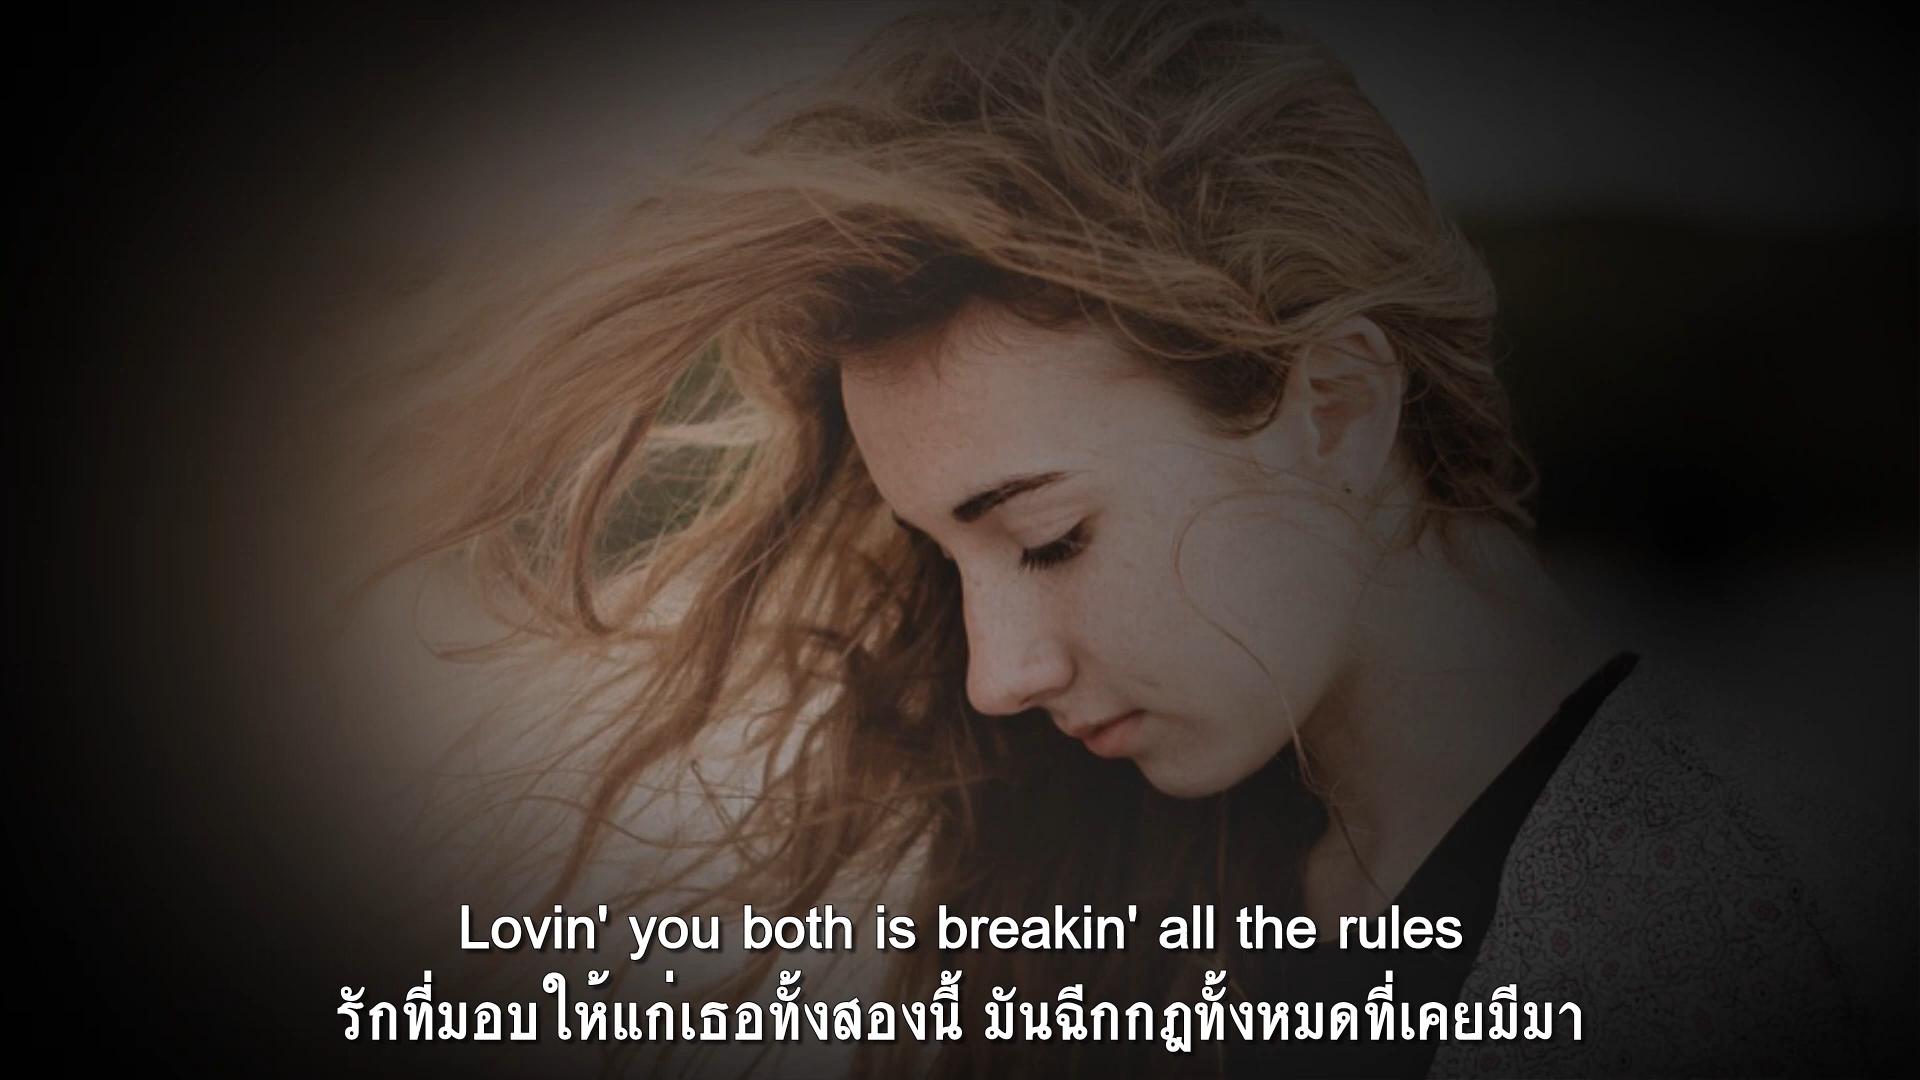 Lovin' you both is breakin' all the rules
รักที่มอบให้แก่เธอทั้งสองนี้ มันฉีกกฎทั้งหมดที่เคยมีมา